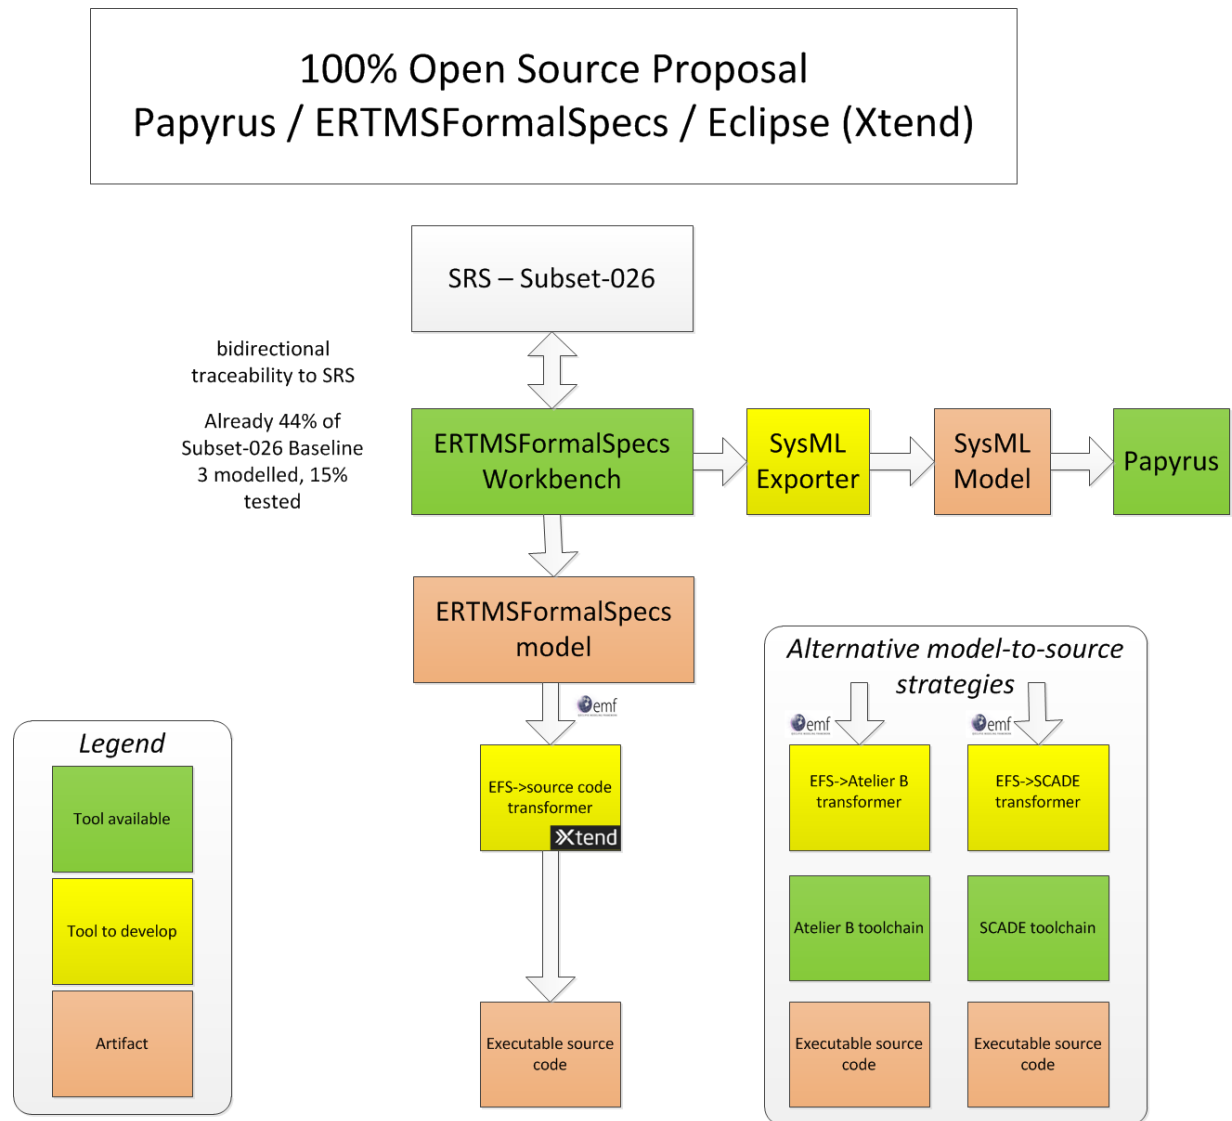 100% Open Source Proposal
Papyrus / ERTMSFormalSpecs / Eclipse (Xtend)
SRS – Subset-026
bidirectional
traceability to SRS
Already 44% of
Subset-026 Baseline
3 modelled, 15%
tested
ERTMSFormalSpecs
Workbench
SysML
Exporter
SysML
Model
Papyrus
ERTMSFormalSpecs
model
emf
EFS->source code
transformer
Xtend
Executable source
code
Alternative model-to-source
strategies
emf
emf
EFS->Atelier B
transformer
EFS->SCADE
transformer
Atelier B toolchain
SCADE toolchain
Executable source
code
Executable source
code
Legend
Tool available
Tool to develop
Artifact